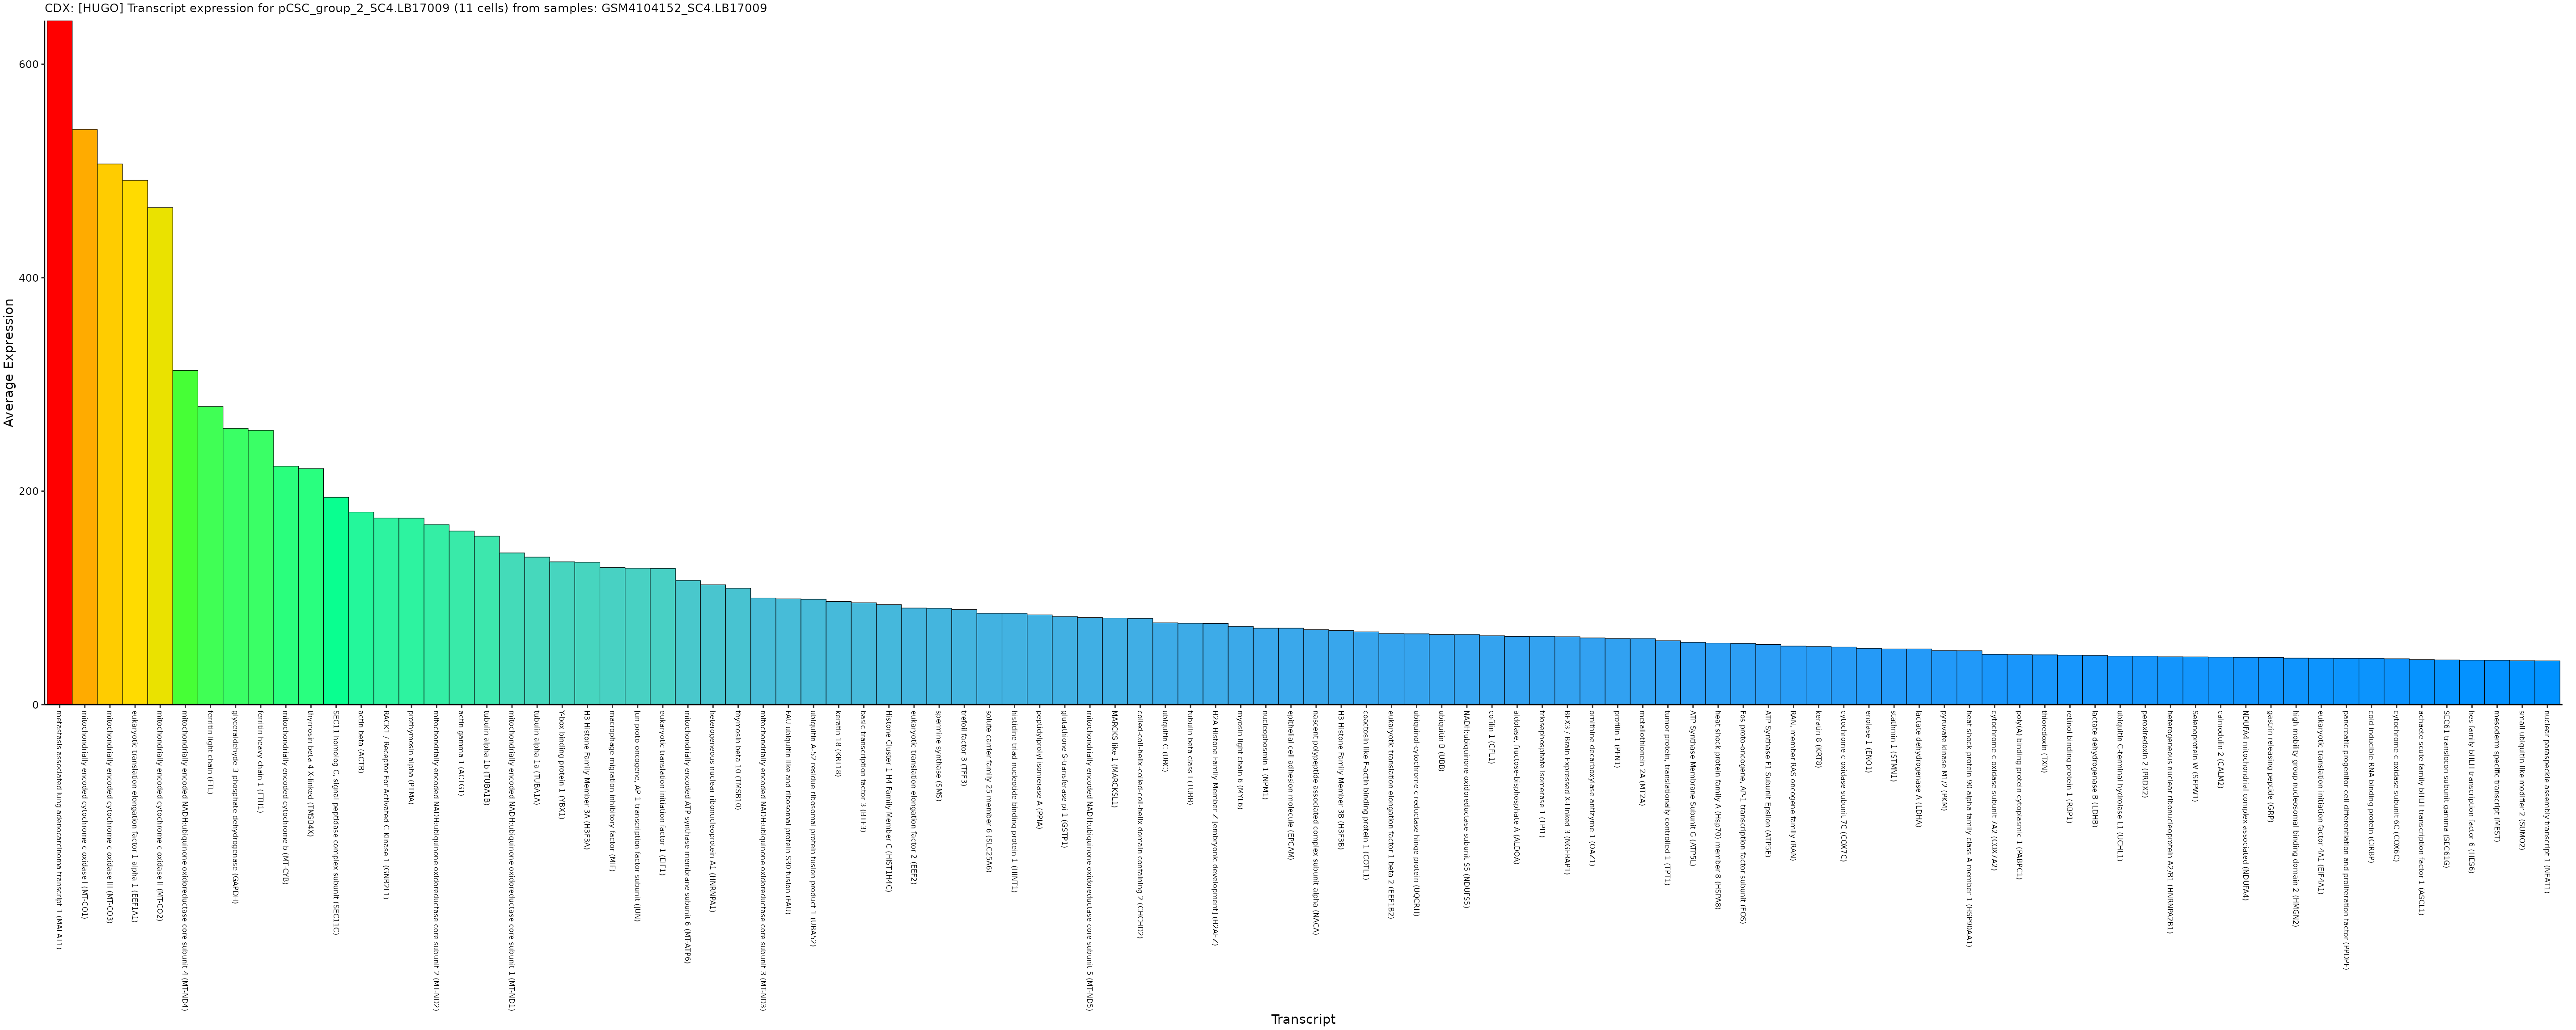 CDX: [HUGO] Transcript expression for pCSC_group_2_SC4.LB17009 (11 cells) from samples: GSM4104152_SC4.LB17009
Average Expression
600
400
200
0
metastasis associated lung adenocarcinoma transcript 1 (MALAT1)
mitochondrially encoded cytochrome c oxidase I (MT-CO1)
mitochondrially encoded cytochrome c oxidase III (MT-CO3)
eukaryotic translation elongation factor 1 alpha 1 (EEF1A1)
mitochondrially encoded cytochrome c oxidase II (MT-CO2)
mitochondrially encoded NADH:ubiquinone oxidoreductase core subunit 4 (MT-ND4)
ferritin light chain (FTL)
glyceraldehyde-3-phosphate dehydrogenase (GAPDH)
ferritin heavy chain 1 (FTH1)
mitochondrially encoded cytochrome b (MT-CYB)
thymosin beta 4 X-linked (TMSB4X)
SEC11 homolog C, signal peptidase complex subunit (SEC11C)
actin beta (ACTB)
RACK1 / Receptor For Activated C Kinase 1 (GNB2L1)
prothymosin alpha (PTMA)
mitochondrially encoded NADH:ubiquinone oxidoreductase core subunit 2 (MT-ND2)
actin gamma 1 (ACTG1)
tubulin alpha 1b (TUBA1B)
mitochondrially encoded NADH:ubiquinone oxidoreductase core subunit 1 (MT-ND1)
tubulin alpha 1a (TUBA1A)
Y-box binding protein 1 (YBX1)
H3 Histone Family Member 3A (H3F3A)
macrophage migration inhibitory factor (MIF)
Jun proto-oncogene, AP-1 transcription factor subunit (JUN)
eukaryotic translation initiation factor 1 (EIF1)
mitochondrially encoded ATP synthase membrane subunit 6 (MT-ATP6)
heterogeneous nuclear ribonucleoprotein A1 (HNRNPA1)
thymosin beta 10 (TMSB10)
mitochondrially encoded NADH:ubiquinone oxidoreductase core subunit 3 (MT-ND3)
FAU ubiquitin like and ribosomal protein S30 fusion (FAU)
ubiquitin A-52 residue ribosomal protein fusion product 1 (UBA52)
keratin 18 (KRT18)
basic transcription factor 3 (BTF3)
Histone Cluster 1 H4 Family Member C (HIST1H4C)
eukaryotic translation elongation factor 2 (EEF2)
spermine synthase (SMS)
trefoil factor 3 (TFF3)
solute carrier family 25 member 6 (SLC25A6)
histidine triad nucleotide binding protein 1 (HINT1)
peptidylprolyl isomerase A (PPIA)
glutathione S-transferase pi 1 (GSTP1)
mitochondrially encoded NADH:ubiquinone oxidoreductase core subunit 5 (MT-ND5)
MARCKS like 1 (MARCKSL1)
coiled-coil-helix-coiled-coil-helix domain containing 2 (CHCHD2)
ubiquitin C (UBC)
tubulin beta class I (TUBB)
H2A Histone Family Member Z [embryonic development] (H2AFZ)
myosin light chain 6 (MYL6)
nucleophosmin 1 (NPM1)
epithelial cell adhesion molecule (EPCAM)
nascent polypeptide associated complex subunit alpha (NACA)
H3 Histone Family Member 3B (H3F3B)
coactosin like F-actin binding protein 1 (COTL1)
eukaryotic translation elongation factor 1 beta 2 (EEF1B2)
ubiquinol-cytochrome c reductase hinge protein (UQCRH)
ubiquitin B (UBB)
NADH:ubiquinone oxidoreductase subunit S5 (NDUFS5)
cofilin 1 (CFL1)
aldolase, fructose-bisphosphate A (ALDOA)
triosephosphate isomerase 1 (TPI1)
BEX3 / Brain Expressed X-Linked 3 (NGFRAP1)
ornithine decarboxylase antizyme 1 (OAZ1)
profilin 1 (PFN1)
metallothionein 2A (MT2A)
tumor protein, translationally-controlled 1 (TPT1)
ATP Synthase Membrane Subunit G (ATP5L)
heat shock protein family A (Hsp70) member 8 (HSPA8)
Fos proto-oncogene, AP-1 transcription factor subunit (FOS)
ATP Synthase F1 Subunit Epsilon (ATP5E)
RAN, member RAS oncogene family (RAN)
keratin 8 (KRT8)
cytochrome c oxidase subunit 7C (COX7C)
enolase 1 (ENO1)
stathmin 1 (STMN1)
lactate dehydrogenase A (LDHA)
pyruvate kinase M1/2 (PKM)
heat shock protein 90 alpha family class A member 1 (HSP90AA1)
cytochrome c oxidase subunit 7A2 (COX7A2)
poly(A) binding protein cytoplasmic 1 (PABPC1)
thioredoxin (TXN)
retinol binding protein 1 (RBP1)
lactate dehydrogenase B (LDHB)
ubiquitin C-terminal hydrolase L1 (UCHL1)
peroxiredoxin 2 (PRDX2)
heterogeneous nuclear ribonucleoprotein A2/B1 (HNRNPA2B1)
Selenoprotein W (SEPW1)
calmodulin 2 (CALM2)
NDUFA4 mitochondrial complex associated (NDUFA4)
gastrin releasing peptide (GRP)
high mobility group nucleosomal binding domain 2 (HMGN2)
eukaryotic translation initiation factor 4A1 (EIF4A1)
pancreatic progenitor cell differentiation and proliferation factor (PPDPF)
cold inducible RNA binding protein (CIRBP)
cytochrome c oxidase subunit 6C (COX6C)
achaete-scute family bHLH transcription factor 1 (ASCL1)
SEC61 translocon subunit gamma (SEC61G)
hes family bHLH transcription factor 6 (HES6)
mesoderm specific transcript (MEST)
small ubiquitin like modifier 2 (SUMO2)
nuclear paraspeckle assembly transcript 1 (NEAT1)
Transcript